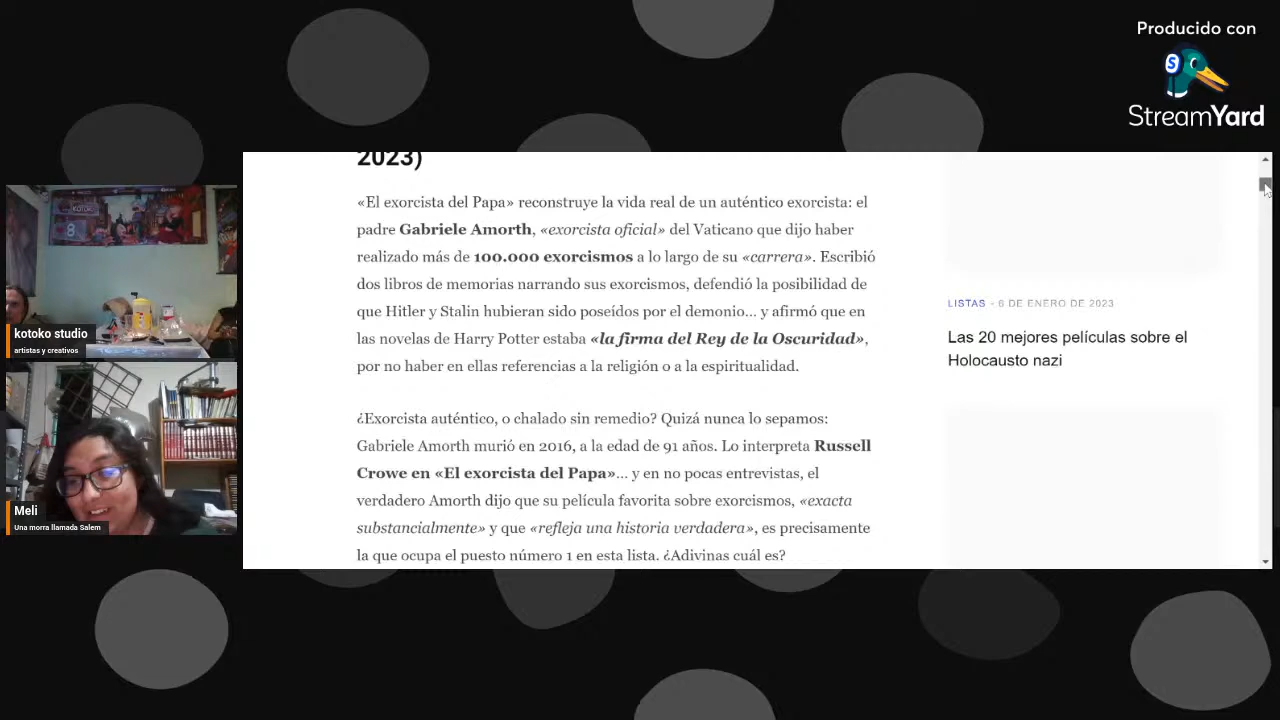 Producido con
StreamYard
2023)
«El exorcista del Papa» reconstruye la vida real de un auténtico exorcista: el
padre Gabriele Amorth, «exorcista oficial» del Vaticano que dijo haber
realizado más de 100.000 exorcismos a lo largo de su «carrera». Escribió
dos libros de memorias narrando sus exorcismos, defendió la posibilidad de
que Hitler y Stalin hubieran sido poseídos por el demonio... y afirmó que en
las novelas de Harry Potter estaba «la firma del Rey de la Oscuridad»,
por no haber en ellas referencias a la religión o a la espiritualidad.
¿Exorcista auténtico, o chalado sin remedio? Quizá nunca lo sepamos:
Gabriele Amorth murió en 2016, a la edad de 91 años. Lo interpreta Russell
Crowe en «El exorcista del Papa»... y en no pocas entrevistas, el
verdadero Amorth dijo que su película favorita sobre exorcismos, «exacta
substancialmente» y que «refleja una historia verdadera», es precisamente
la que ocupa el puesto número 1 en esta lista. ¿Adivinas cuál es?
LISTAS - 6 DE ENERO DE 2023
Las 20 mejores películas sobre el
Holocausto nazi
8
kotoko studio
artistas y creativos
Meli
Una morra llamada Salem